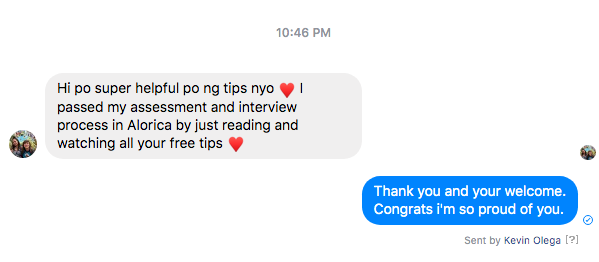 10:46 PM
Hi po super helpful po ng tips nyo ❤️ I
passed my assessment and interview
process in Alorica by just reading and
watching all your free tips ❤️
Thank you and your welcome.
Congrats i'm so proud of you.
Sent by Kevin Olega [?]